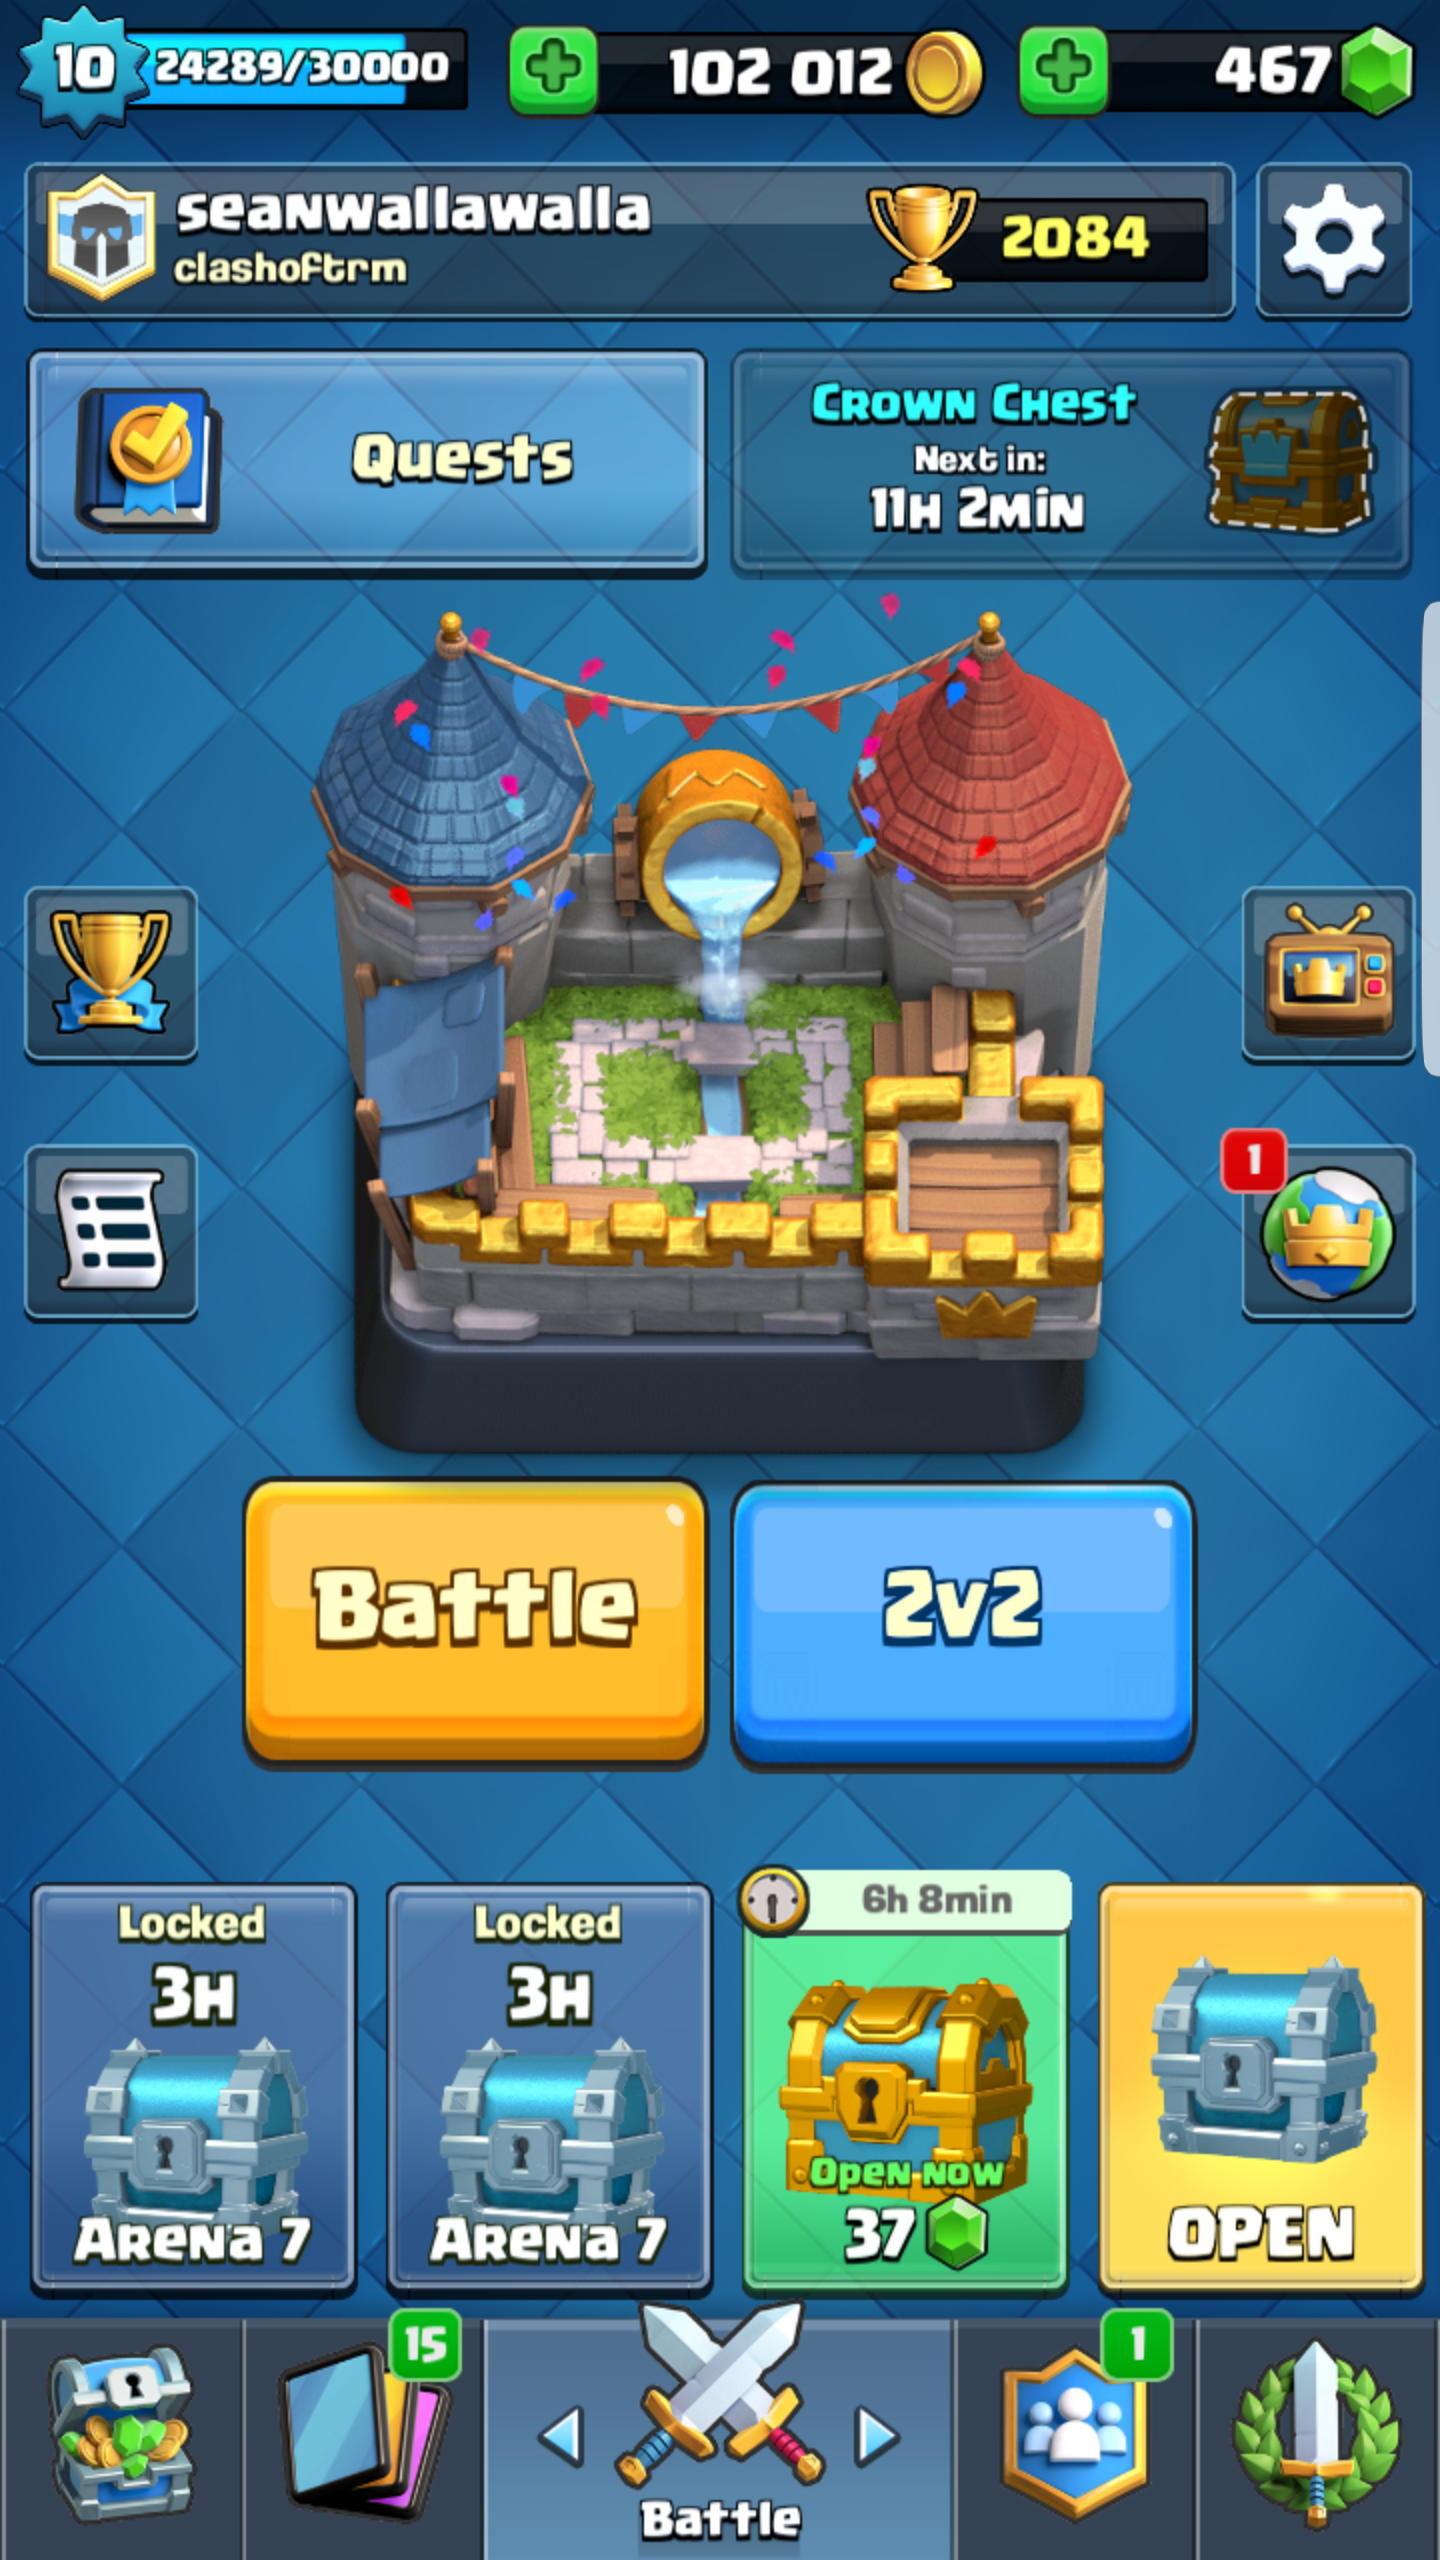 10 24289/30000 102 012 467
seanwallawalla
clashoftrm
2084
Quests
Crown Chest
Next in:
11H 2MIN
1
Battle
2v2
Locked
3H
Arena 7
Locked
3H
Arena 7
6h 8min
Open now
37
OPEN
15
1
Battle